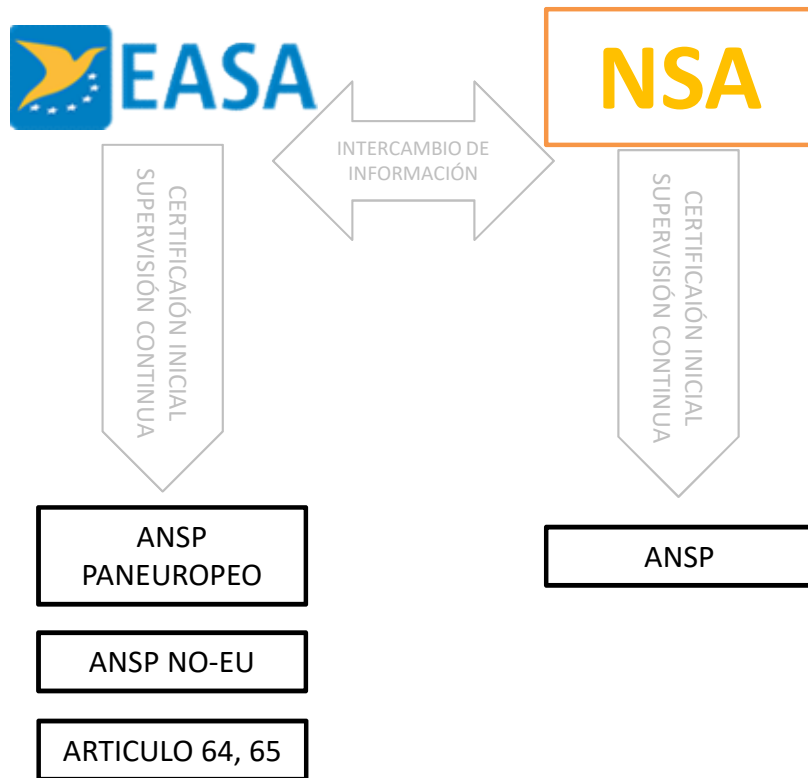 EASA
NSA
INTERCAMBIO DE
INFORMACIÓN
CERTIFICAIÓN INICIAL
SUPERVISIÓN CONTINUA
CERTIFICAIÓN INICIAL
SUPERVISIÓN CONTINUA
ANSP
PANEUROPEO
ANSP
ANSP NO-EU
ARTICULO 64, 65